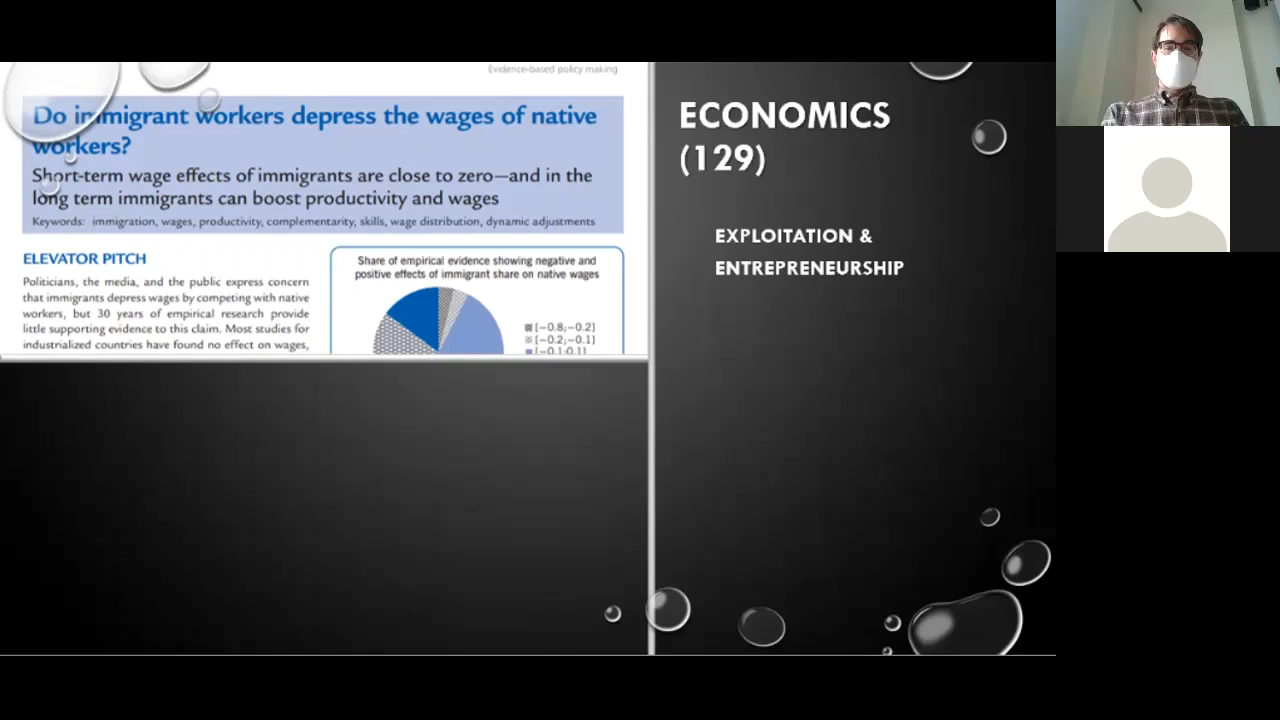 Evidence-based policy making
Do immigrant workers depress the wages of native
workers?
Short-term wage effects of immigrants are close to zero—and in the
long term immigrants can boost productivity and wages
Keywords: immigration, wages, productivity, complementarity, skills, wage distribution, dynamic adjustments
ELEVATOR PITCH
Politicians, the media, and the public express concern
that immigrants depress wages by competing with native
workers, but 30 years of empirical research provide
little supporting evidence to this claim. Most studies for
industrialized countries have found no effect on wages,
Share of empirical evidence showing negative and
positive effects of immigrant share on native wages
[−0.8;−0.2]
[−0.2;−0.1]
[−0.1;0.1]
ECONOMICS
(129)
EXPLOITATION &
ENTREPRENEURSHIP